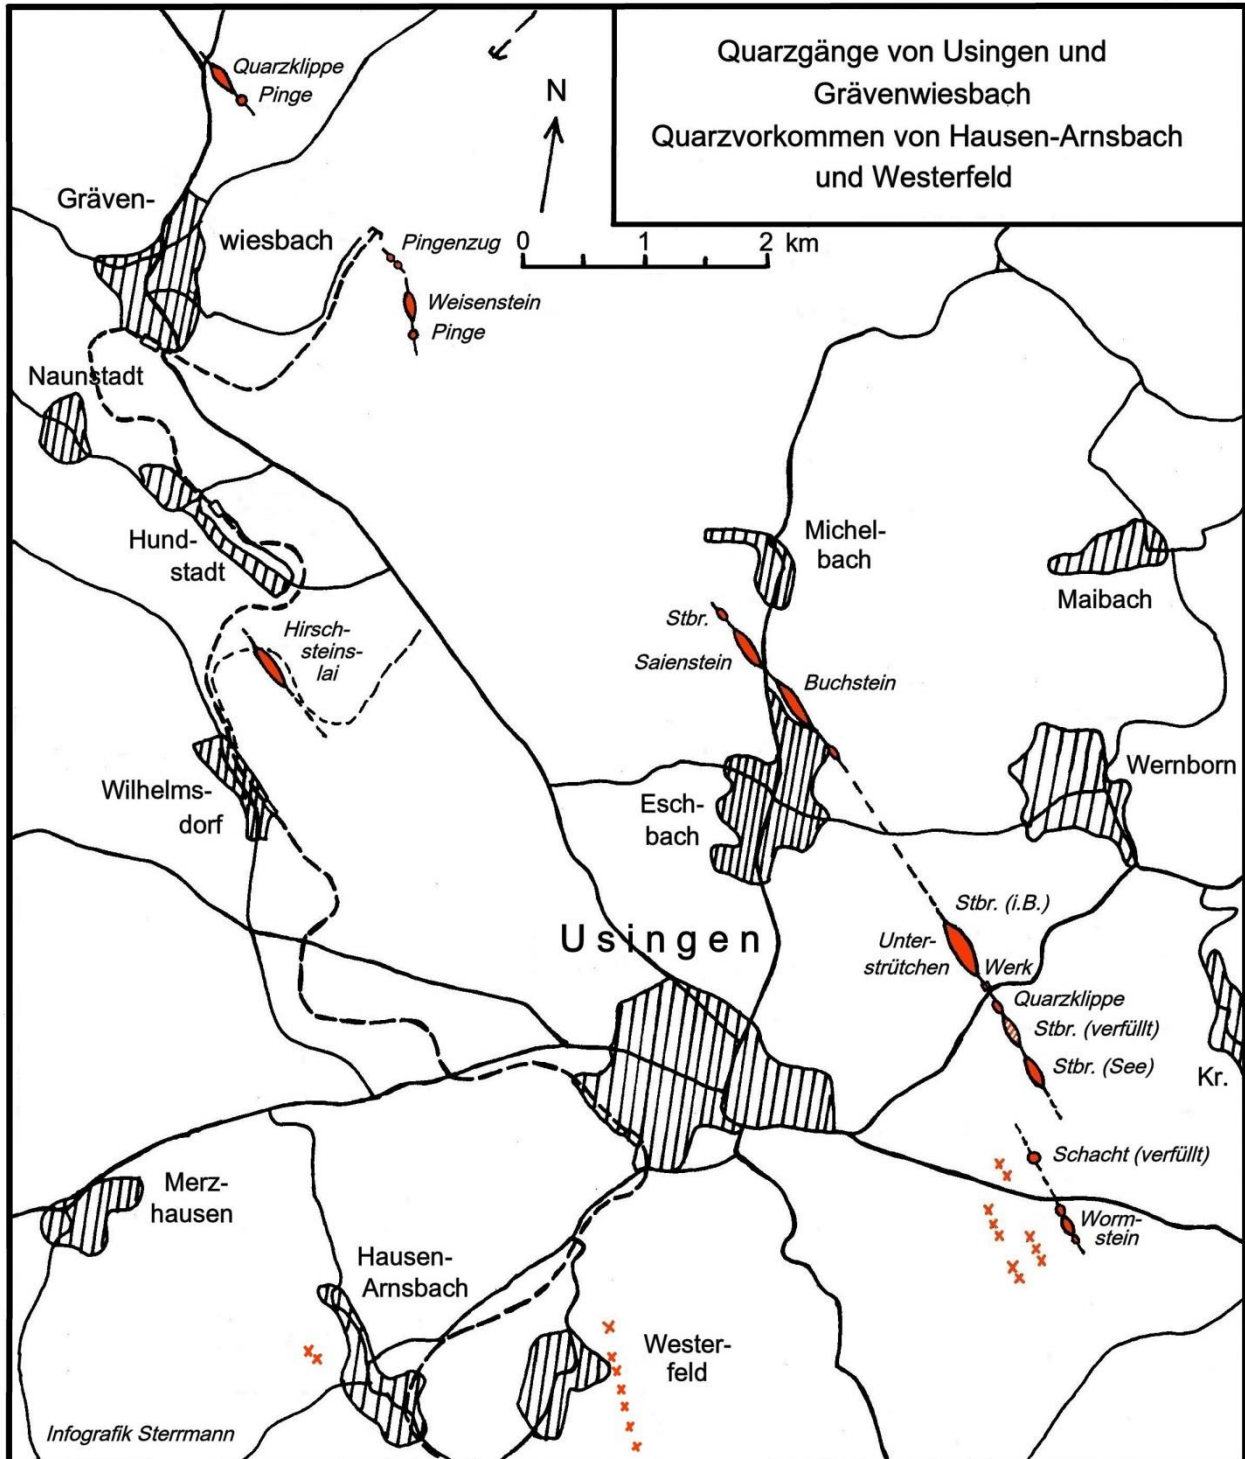 Quarzgänge von Usingen und
Grävenwiesbach
Quarzvorkommen von Hausen-Arnsbach
und Westerfeld
Quarzklippe
Pinge
N
Gräven-
wiesbach
Pingenzug
0 1 2 km
Weisenstein
Pinge
Naunstadt
Hund-
stadt
Michel-
bach
Maibach
Hirsch-
steins-
lai
Stbr.
Saienstein
Buchstein
Wilhelms-
dorf
Esch-
bach
Wernborn
Usingen
Stbr. (i.B.)
Unter-
strütchen
Werk
Quarzklippe
Stbr. (verfüllt)
Stbr. (See)
Kr.
Schacht (verfüllt)
Worm-
stein
Merz-
hausen
Hausen-
Arnsbach
Wester-
feld
Infografik Sterrmann